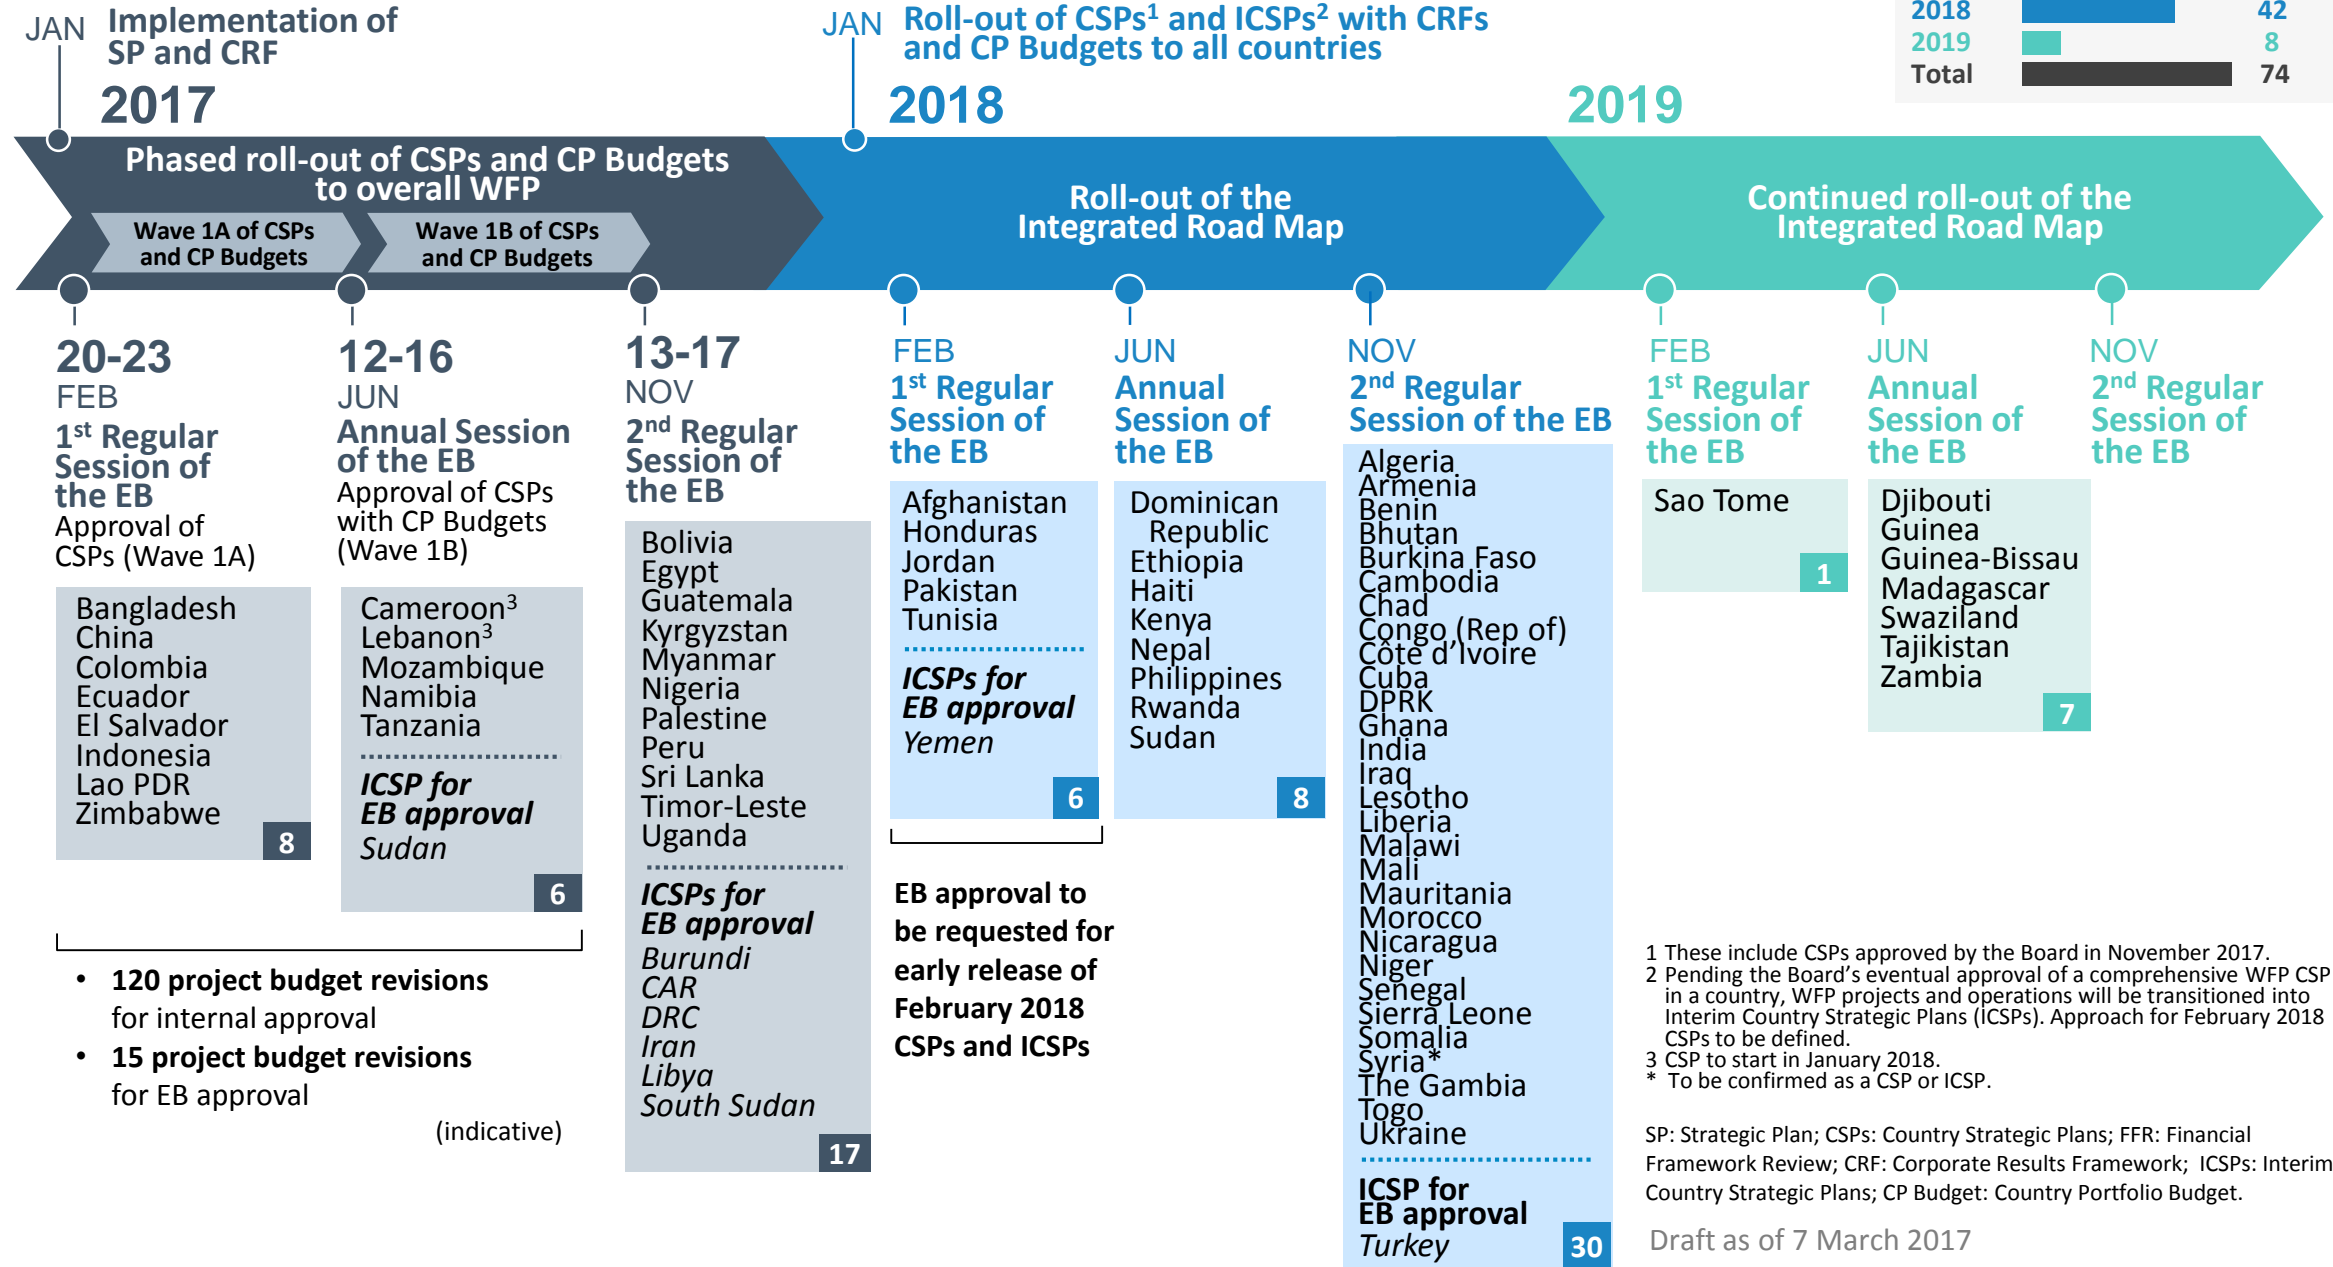 JAN
Implementation of
SP and CRF
2017
JAN
Roll-out of CSPs¹ and ICSPs² with CRFs
and CP Budgets to all countries
2018
2019
2018 42
2019 8
Total 74
Phased roll-out of CSPs and CP Budgets
to overall WFP
Wave 1A of CSPs
and CP Budgets
Wave 1B of CSPs
and CP Budgets
Roll-out of the
Integrated Road Map
Continued roll-out of the
Integrated Road Map
20-23
FEB
1st Regular
Session of
the EB
Approval of
CSPs (Wave 1A)
Bangladesh
China
Colombia
Ecuador
El Salvador
Indonesia
Lao PDR
Zimbabwe
8
12-16
JUN
Annual Session
of the EB
Approval of CSPs
with CP Budgets
(Wave 1B)
Cameroon³
Lebanon³
Mozambique
Namibia
Tanzania
ICSP for
EB approval
Sudan
6
• 120 project budget revisions
for internal approval
• 15 project budget revisions
for EB approval
(indicative)
13-17
NOV
2nd Regular
Session of
the EB
Bolivia
Egypt
Guatemala
Kyrgyzstan
Myanmar
Nigeria
Palestine
Peru
Sri Lanka
Timor-Leste
Uganda
ICSPs for
EB approval
Burundi
CAR
DRC
Iran
Libya
South Sudan
17
FEB
1st Regular
Session of
the EB
Afghanistan
Honduras
Jordan
Pakistan
Tunisia
ICSPs for
EB approval
Yemen
6
EB approval to
be requested for
early release of
February 2018
CSPs and ICSPs
JUN
Annual
Session of
the EB
Dominican
Republic
Ethiopia
Haiti
Kenya
Nepal
Philippines
Rwanda
Sudan
8
NOV
2nd Regular
Session of the EB
Algeria
Armenia
Benin
Bhutan
Burkina Faso
Cambodia
Chad
Congo (Rep of)
Côte d’Ivoire
Cuba
DPRK
Ghana
India
Iraq
Lesotho
Liberia
Malawi
Mali
Mauritania
Morocco
Nicaragua
Niger
Senegal
Sierra Leone
Somalia
Syria*
The Gambia
Togo
Ukraine
ICSP for
EB approval
Turkey
30
FEB
1st Regular
Session of
the EB
Sao Tome
1
JUN
Annual
Session of
the EB
Djibouti
Guinea
Guinea-Bissau
Madagascar
Swaziland
Tajikistan
Zambia
7
NOV
2nd Regular
Session of
the EB
1 These include CSPs approved by the Board in November 2017.
2 Pending the Board’s eventual approval of a comprehensive WFP CSP
in a country, WFP projects and operations will be transitioned into
Interim Country Strategic Plans (ICSPs). Approach for February 2018
CSPs to be defined.
3 CSP to start in January 2018.
* To be confirmed as a CSP or ICSP.
SP: Strategic Plan; CSPs: Country Strategic Plans; FFR: Financial
Framework Review; CRF: Corporate Results Framework; ICSPs: Interim
Country Strategic Plans; CP Budget: Country Portfolio Budget.
Draft as of 7 March 2017